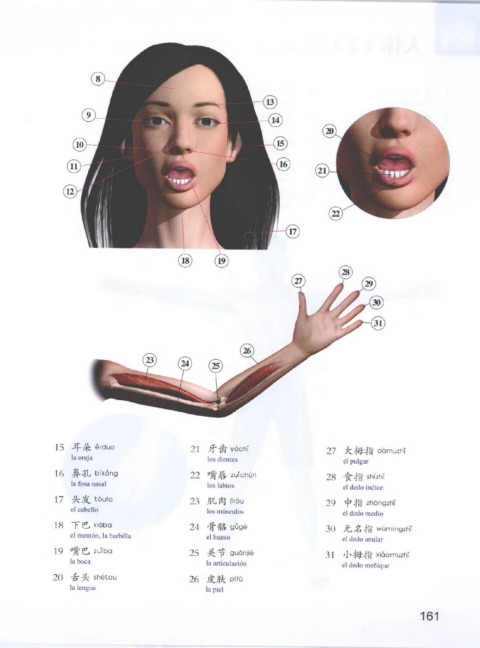 8
9
10
11
12
13
14
15
16
17
18
19
20
21
22
23
24
25
26
27
28
29
30
31
15 耳朵 ěrduo
la oreja
16 鼻孔 bíkǒng
la fosa nasal
17 头发 tóufa
el cabello
18 下巴 xiàba
el mentón, la barbilla
19 嘴巴 zuǐba
la boca
20 舌头 shétou
la lengua
21 牙齿 yáchǐ
los dientes
22 嘴唇 zuǐchún
los labios
23 肌肉 jīròu
los músculos
24 骨骼 gǔgé
el hueso
25 关节 guānjié
la articulación
26 皮肤 pífū
la piel
27 大拇指 dàmuzhǐ
el pulgar
28 食指 shízhǐ
el dedo índice
29 中指 zhōngzhǐ
el dedo medio
30 无名指 wúmíngzhǐ
el dedo anular
31 小拇指 xiǎomuzhǐ
el dedo meñique
161